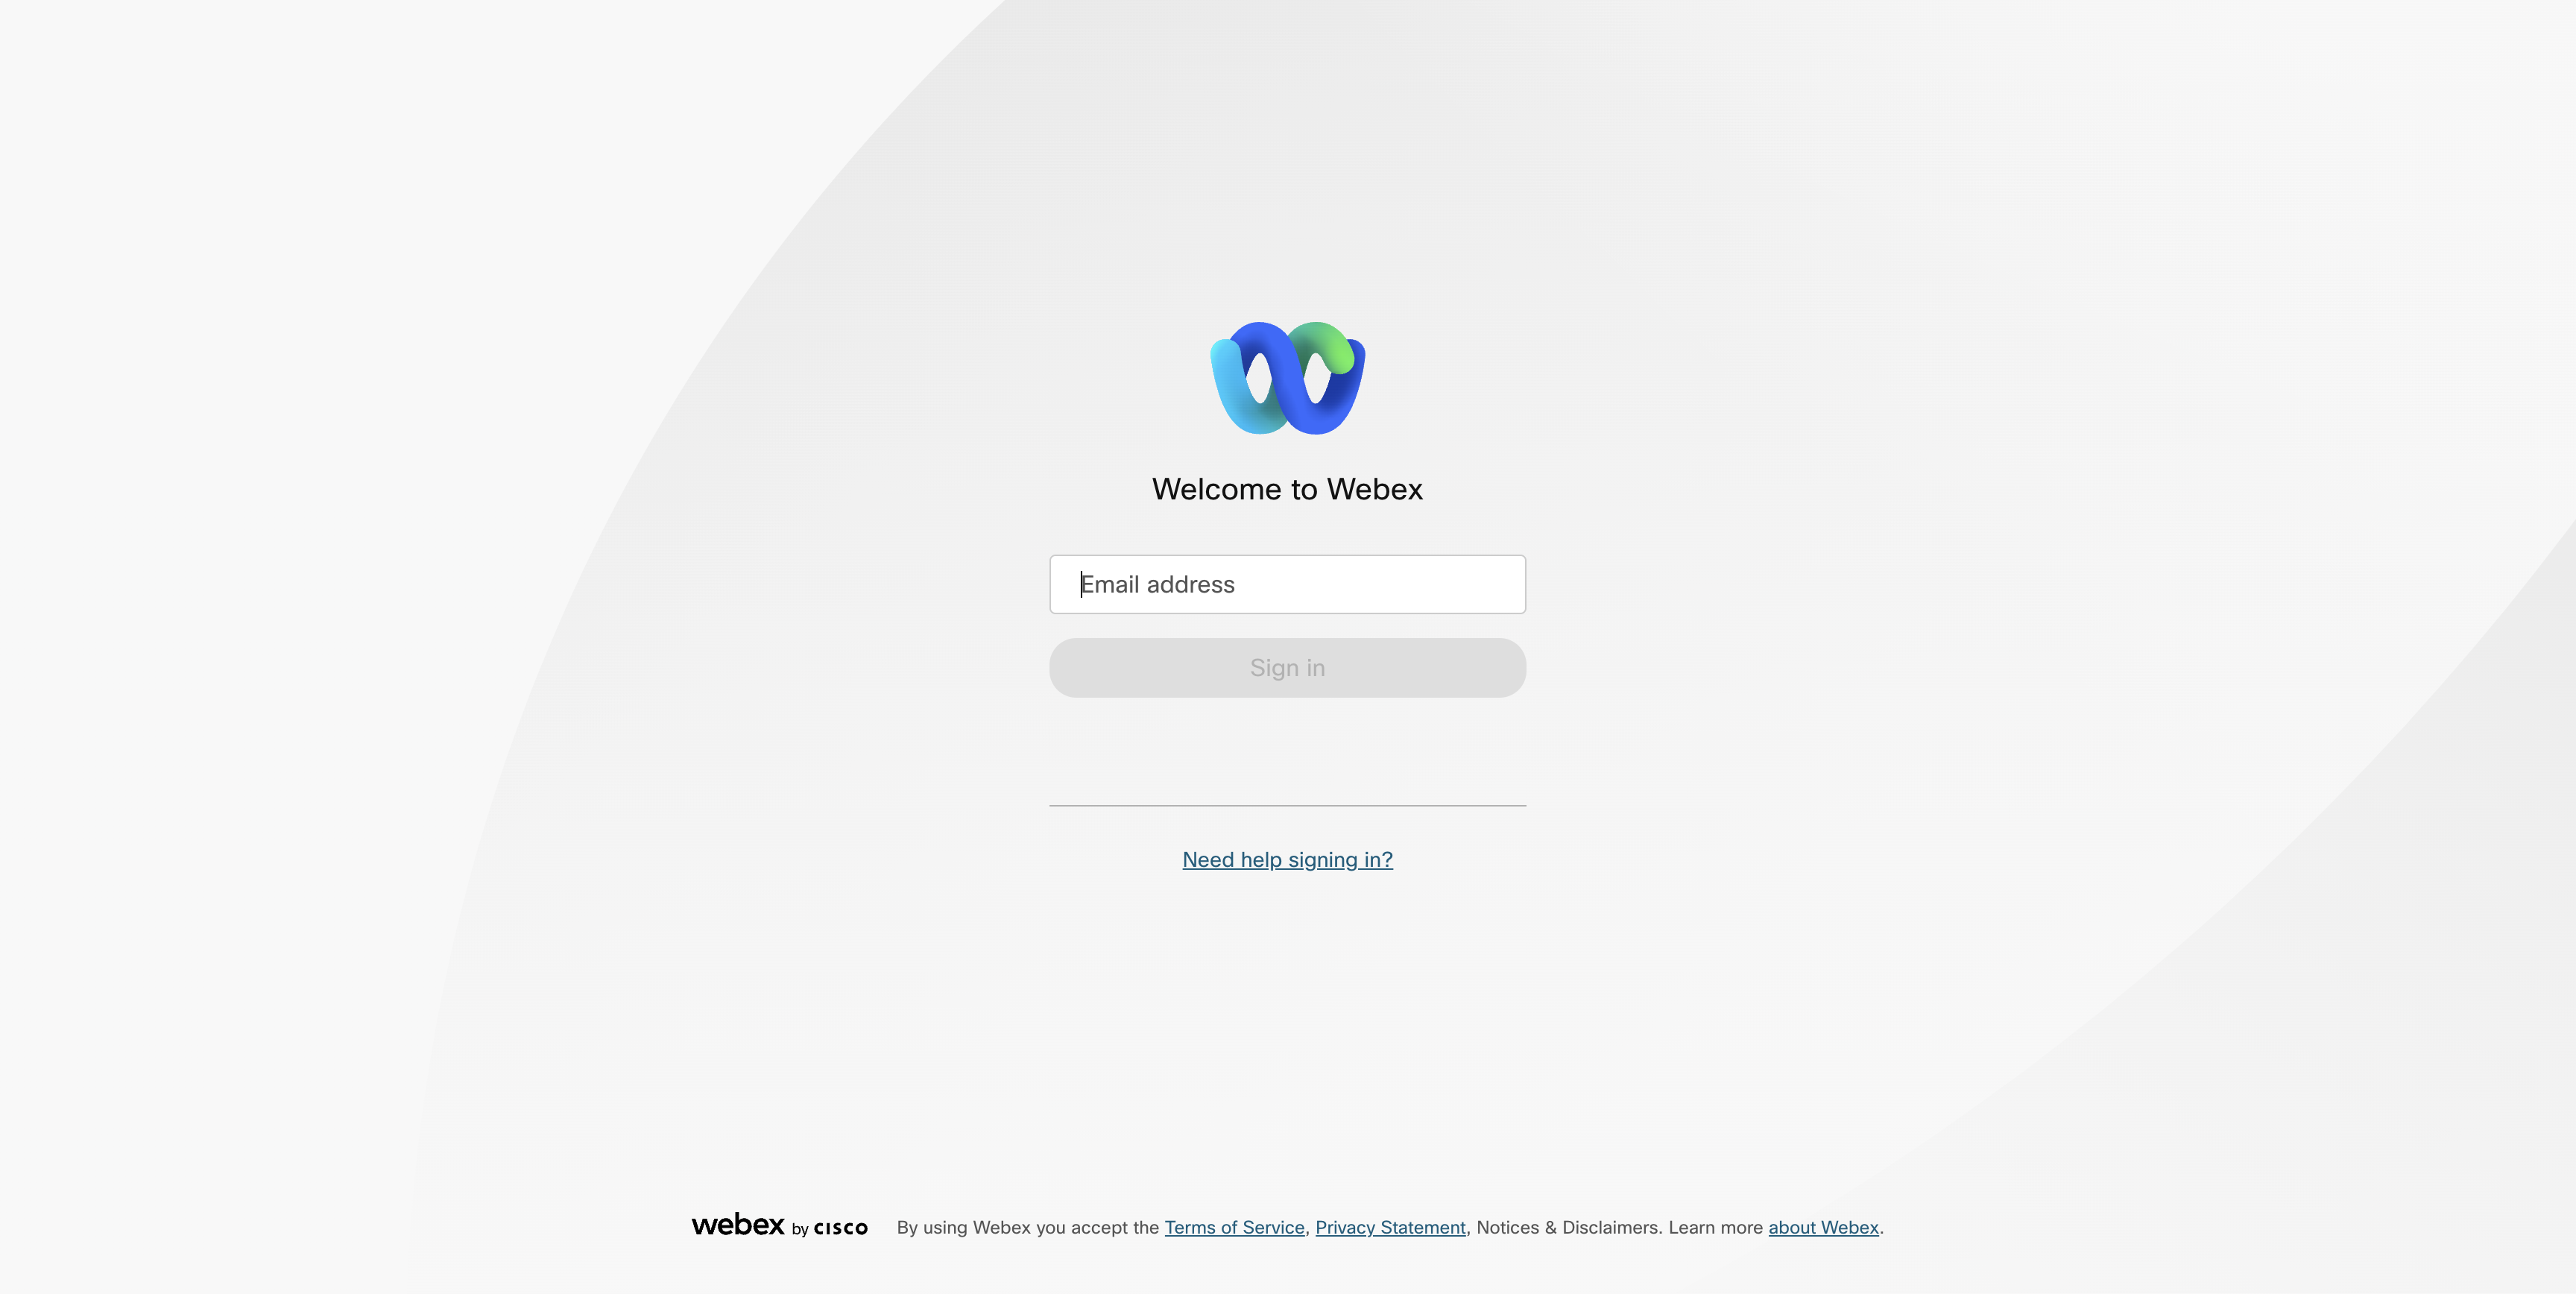 Welcome to Webex
Email address
Sign in
Need help signing in?
webex by CISCO By using Webex you accept the Terms of Service, Privacy Statement, Notices & Disclaimers. Learn more about Webex.